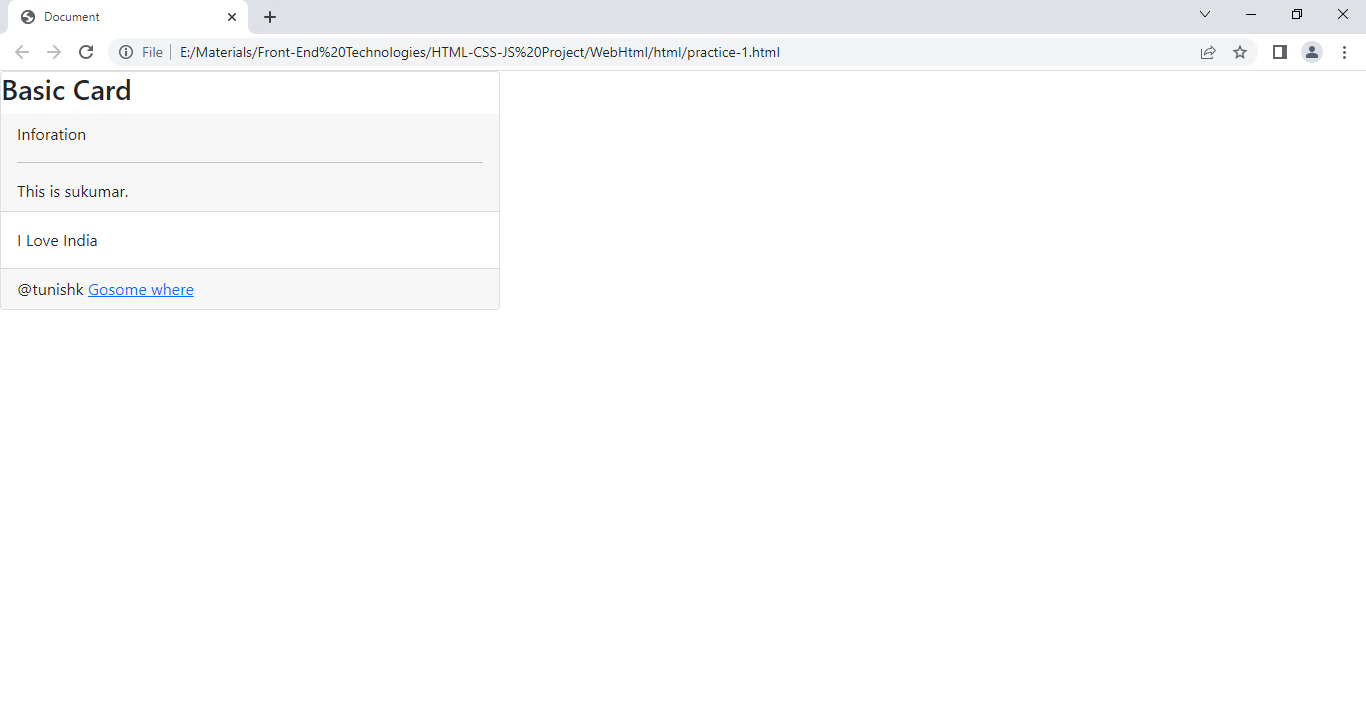 Document
File E:/Materials/Front-End%20Technologies/HTML-CSS-JS%20Project/WebHtml/html/practice-1.html
Basic Card
Inforation
This is sukumar.
I Love India
@tunishk Gosome where